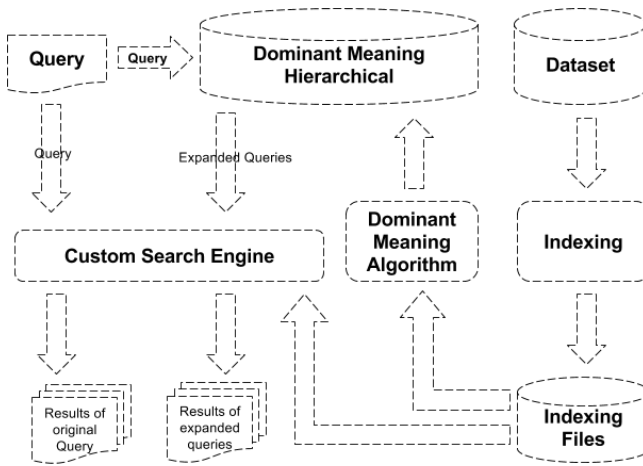 Query
Query
Dominant Meaning
Hierarchical
Dataset
Query
Expanded Queries
Custom Search Engine
Dominant
Meaning
Algorithm
Indexing
Results of
original
Query
Results of
expanded
queries
Indexing
Files